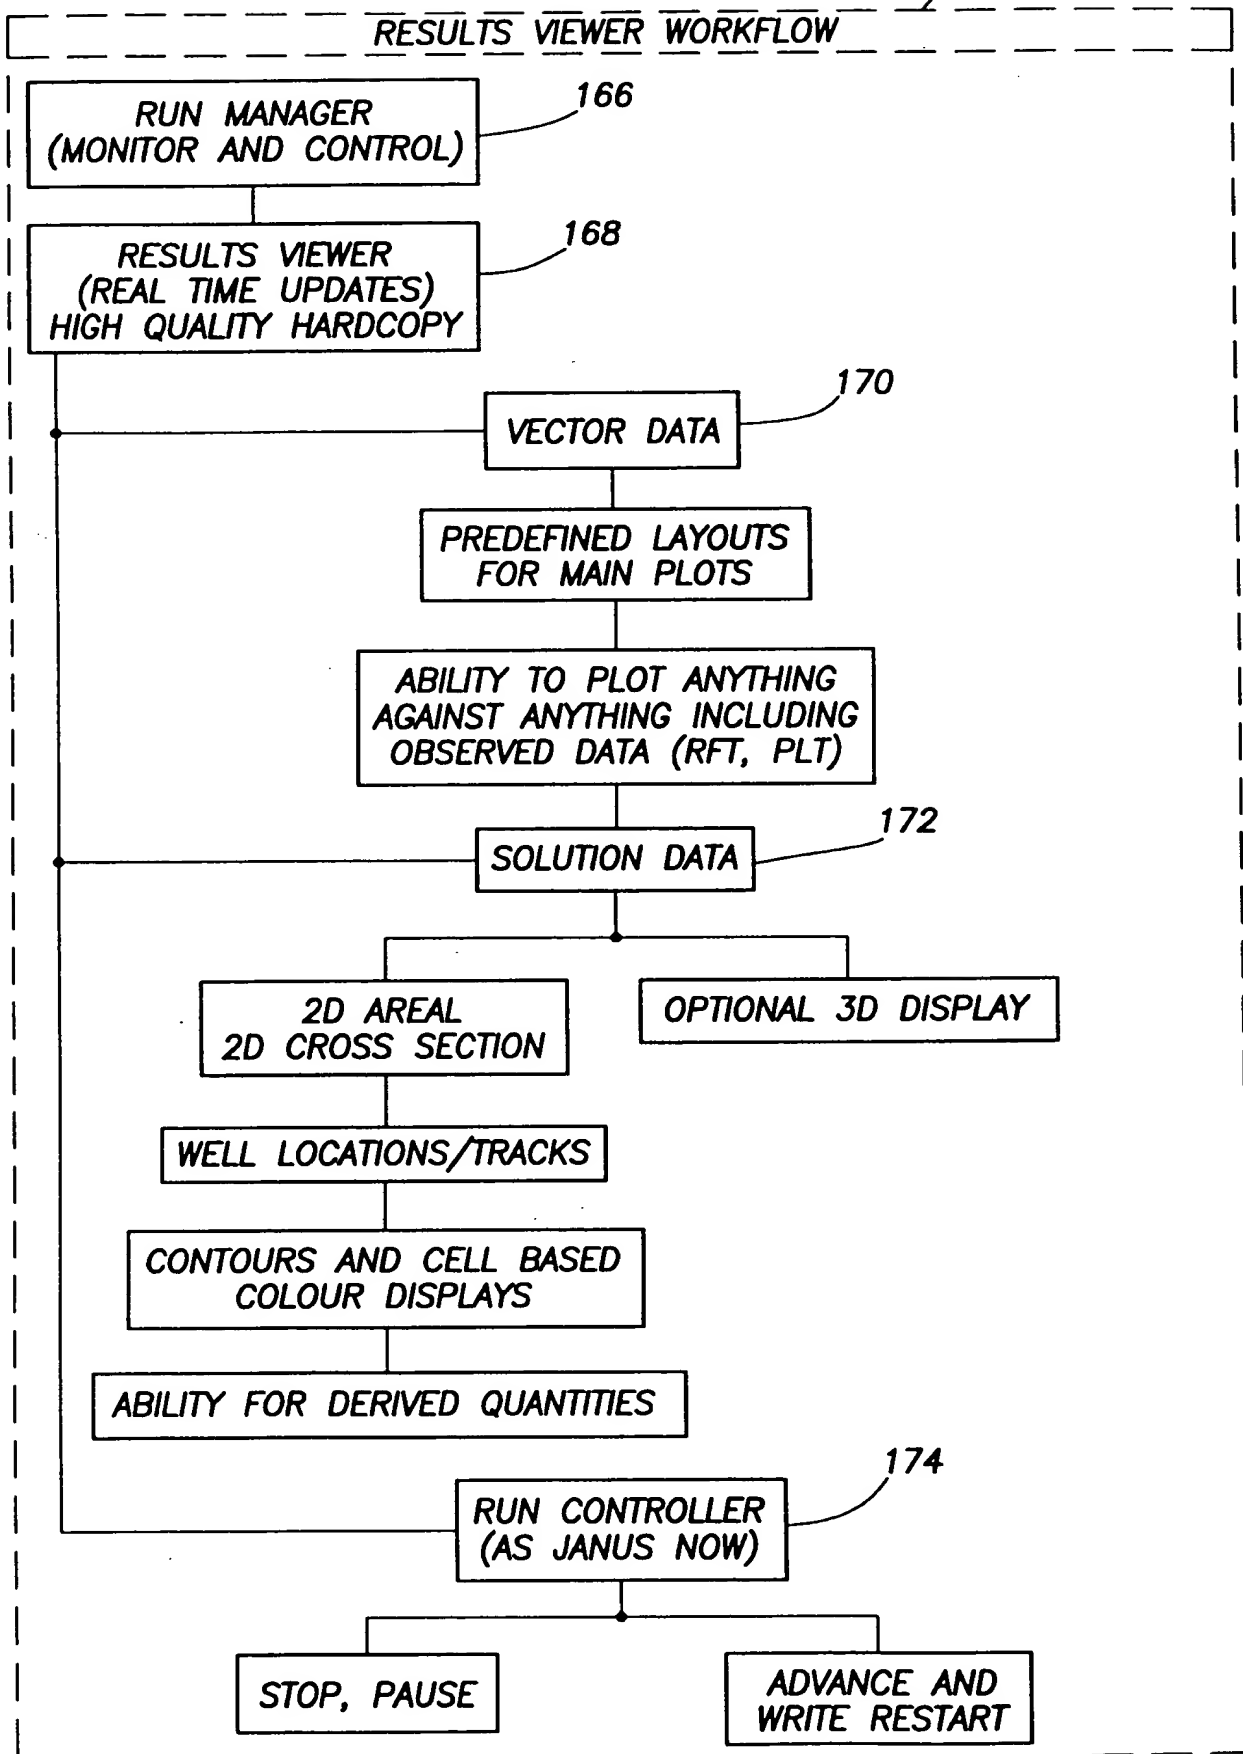 RESULTS VIEWER WORKFLOW
RUN MANAGER
(MONITOR AND CONTROL)
166
RESULTS VIEWER
(REAL TIME UPDATES)
HIGH QUALITY HARDCOPY
168
VECTOR DATA
170
PREDEFINED LAYOUTS
FOR MAIN PLOTS
ABILITY TO PLOT ANYTHING
AGAINST ANYTHING INCLUDING
OBSERVED DATA (RFT, PLT)
SOLUTION DATA
172
2D AREAL
2D CROSS SECTION
OPTIONAL 3D DISPLAY
WELL LOCATIONS/TRACKS
CONTOURS AND CELL BASED
COLOUR DISPLAYS
ABILITY FOR DERIVED QUANTITIES
RUN CONTROLLER
(AS JANUS NOW)
174
STOP, PAUSE
ADVANCE AND
WRITE RESTART